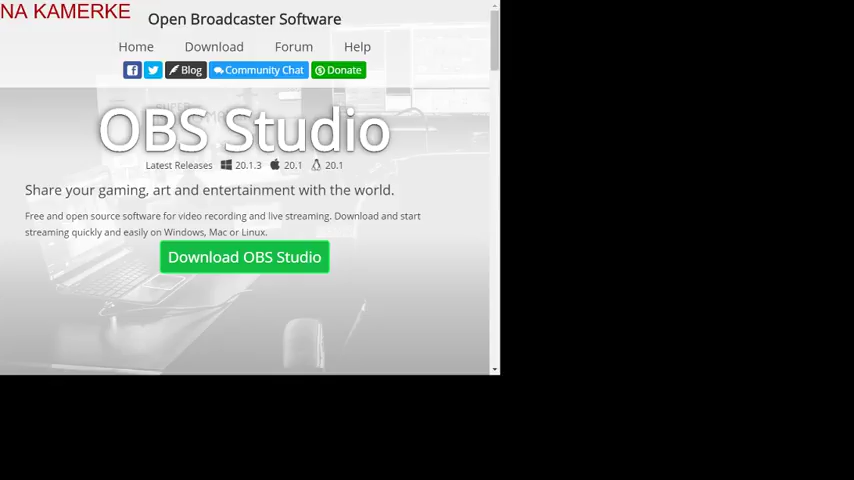 NA KAMERKE
Open Broadcaster Software
Home Download Forum Help
Blog Community Chat Donate
OBS Studio
Latest Releases 20.1.3 20.1 20.1
Share your gaming, art and entertainment with the world.
Free and open source software for video recording and live streaming. Download and start
streaming quickly and easily on Windows, Mac or Linux.
Download OBS Studio